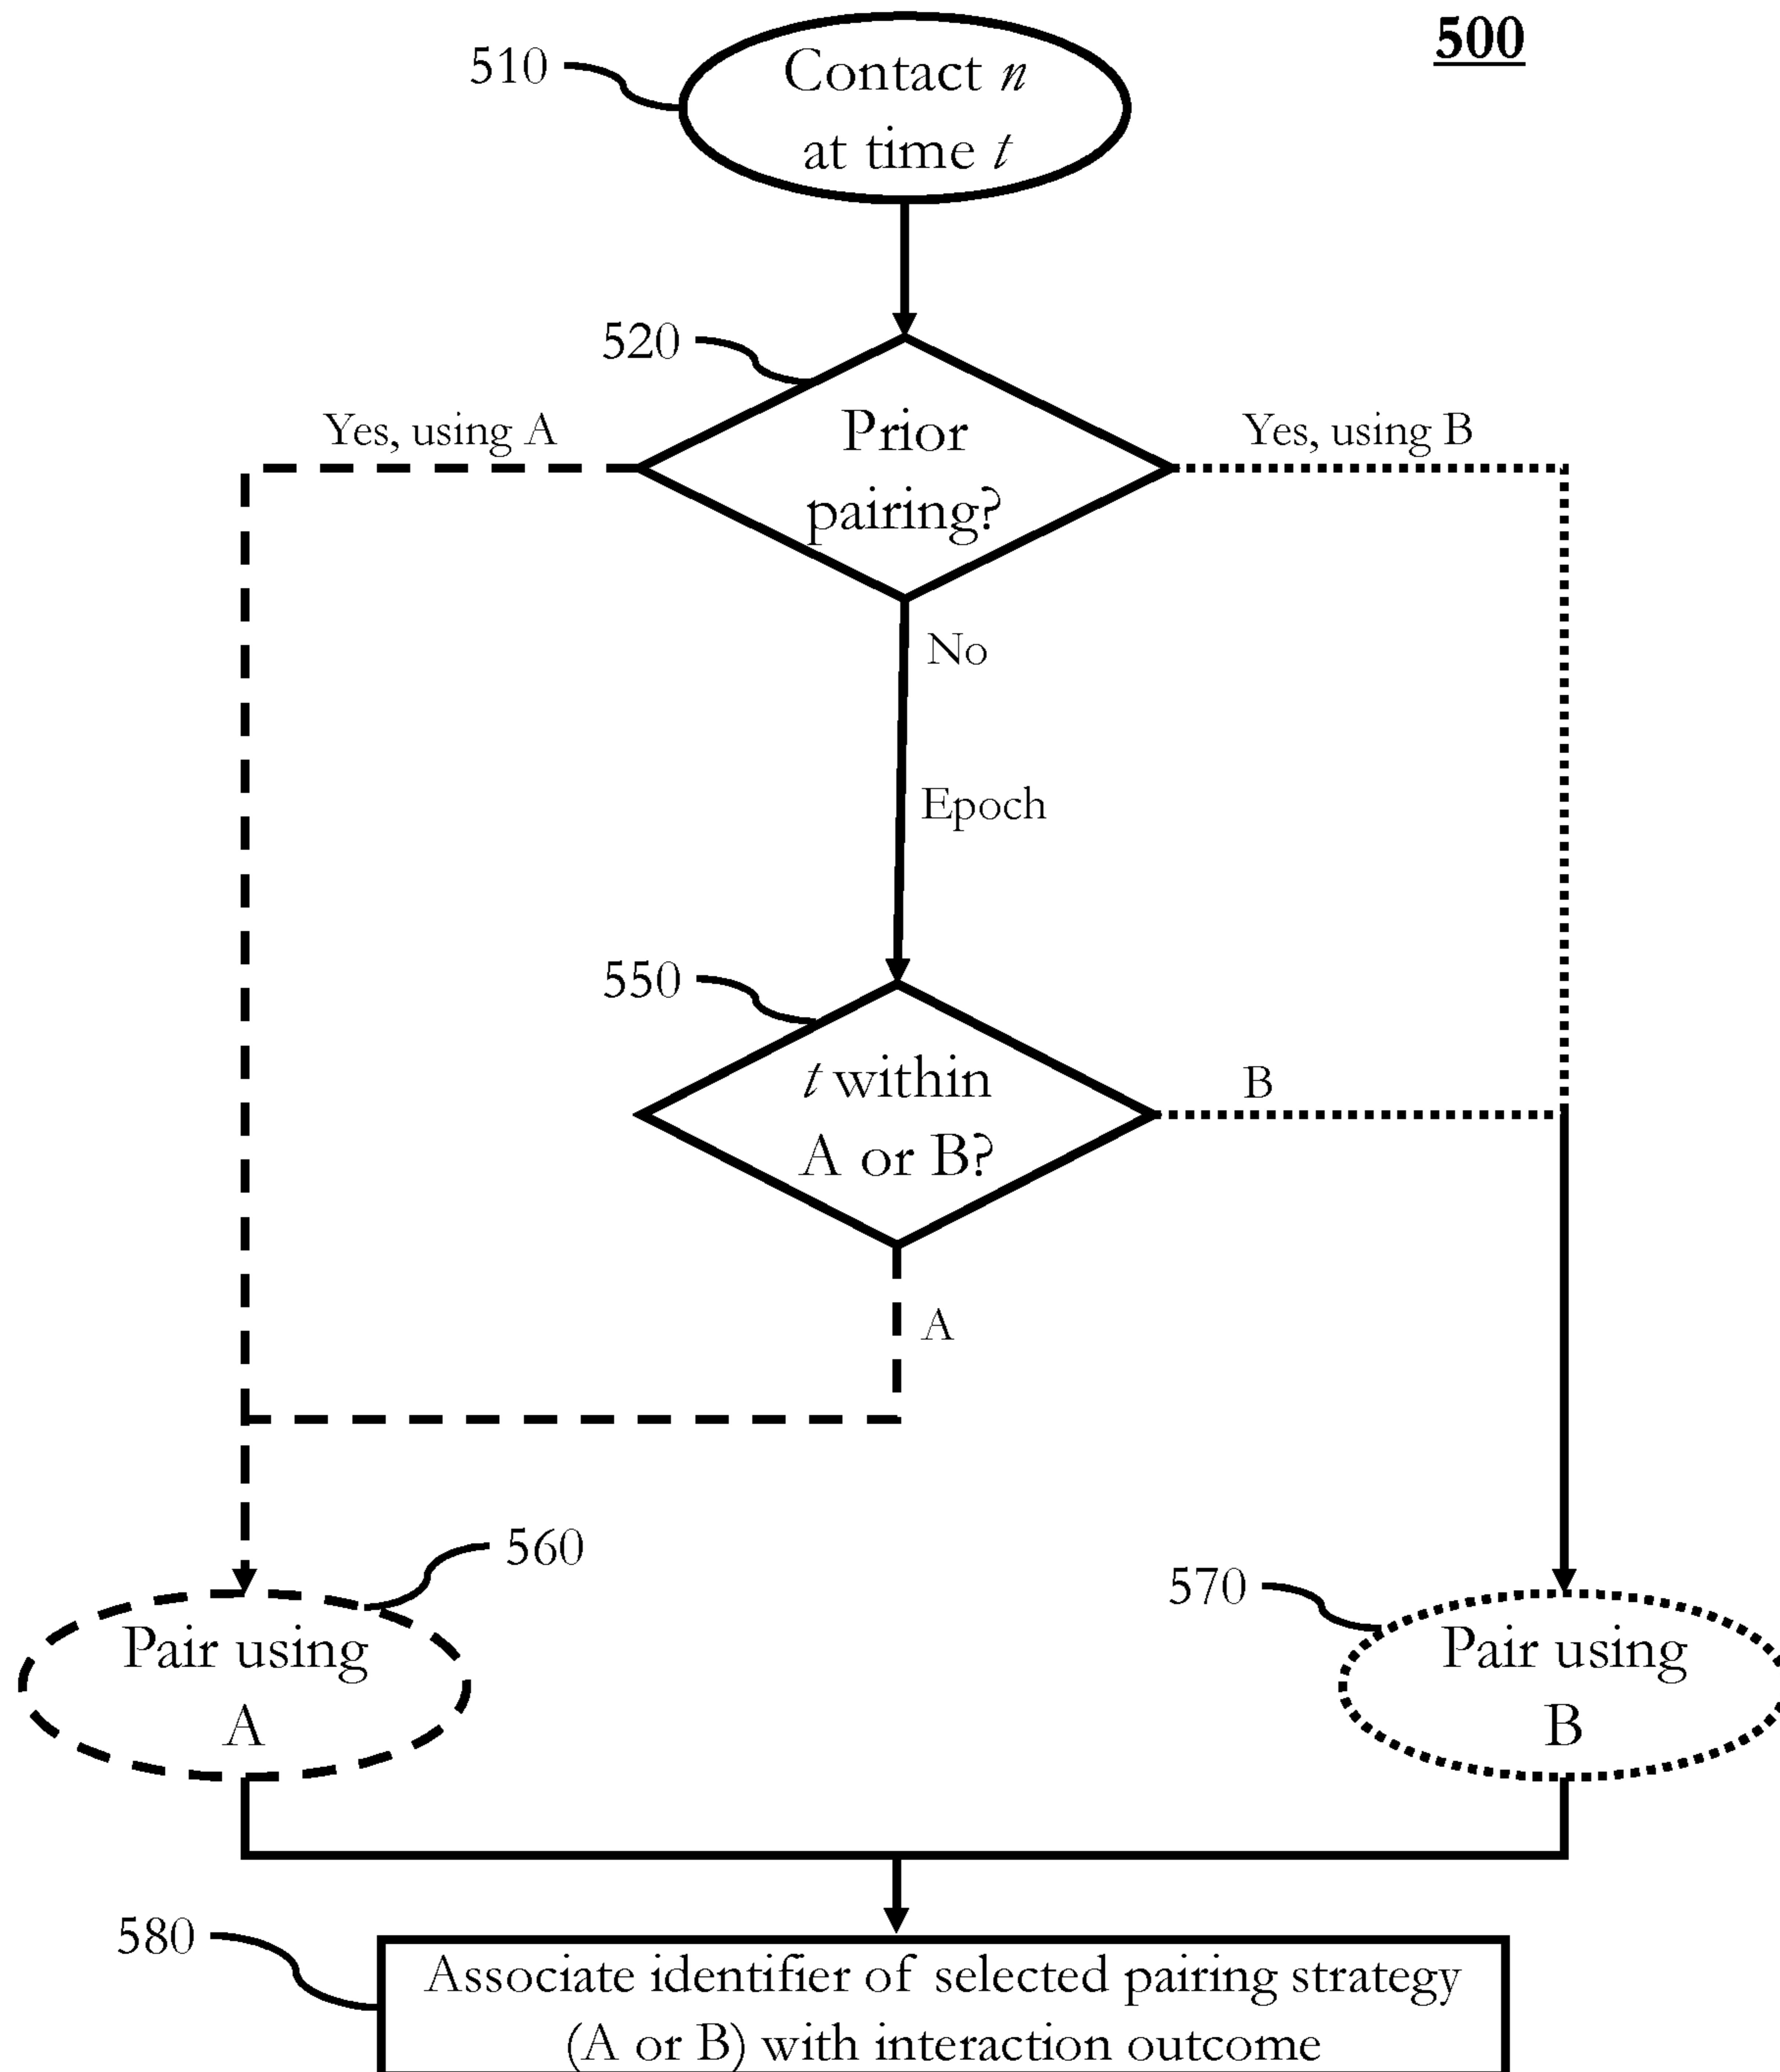 500
510
Contact n
at time t
520
Yes, using A
Prior
pairing?
Yes, using B
No
Epoch
550
t within
A or B?
B
A
560
570
Pair using
A
Pair using
B
580
Associate identifier of selected pairing strategy
(A or B) with interaction outcome